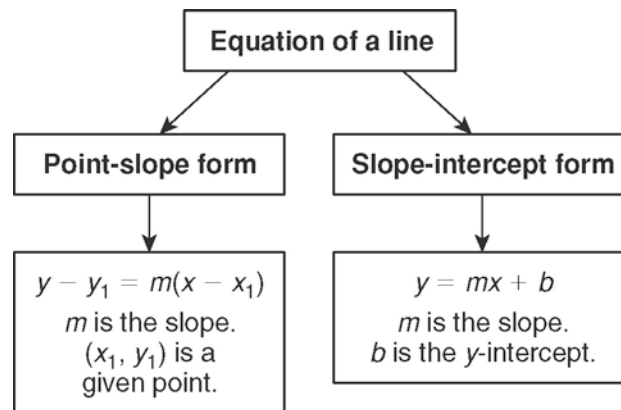 Equation of a line
Point-slope form
Slope-intercept form
y − y₁ = m(x − x₁)
m is the slope.
(x₁, y₁) is a
given point.
y = mx + b
m is the slope.
b is the y-intercept.